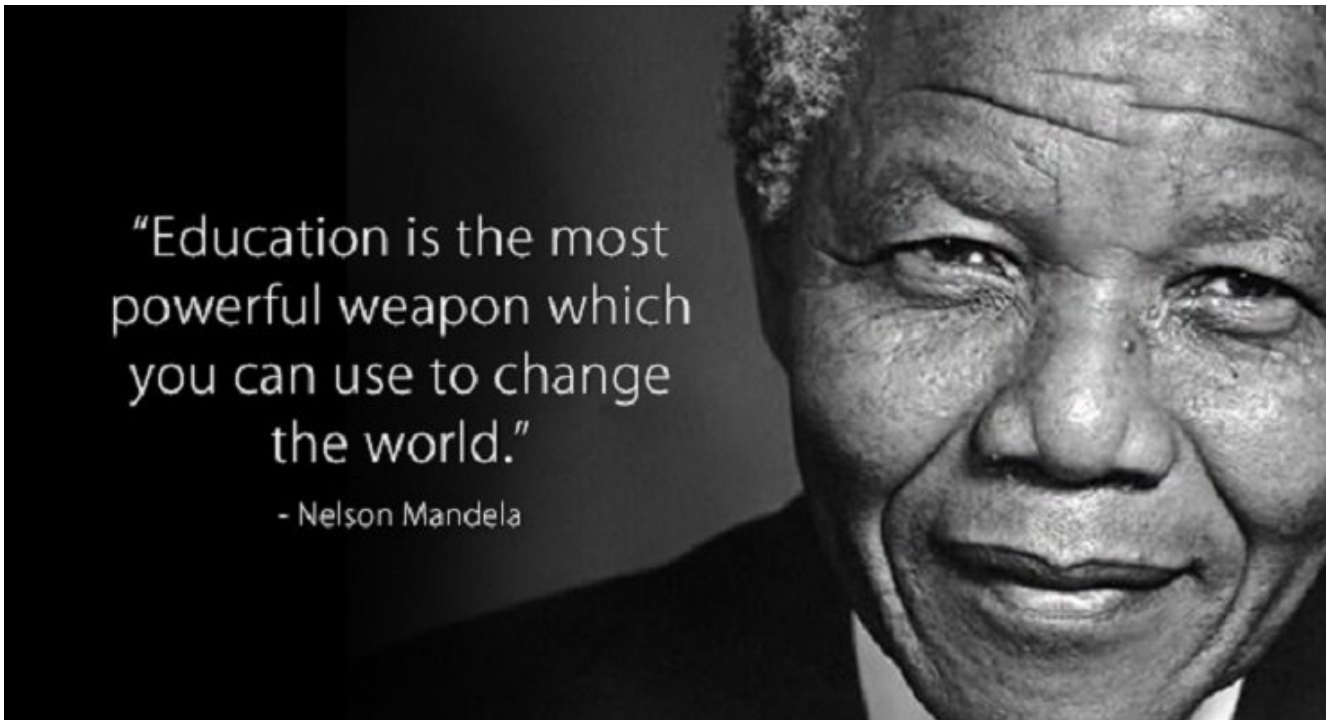 “Education is the most
powerful weapon which
you can use to change
the world.”
- Nelson Mandela